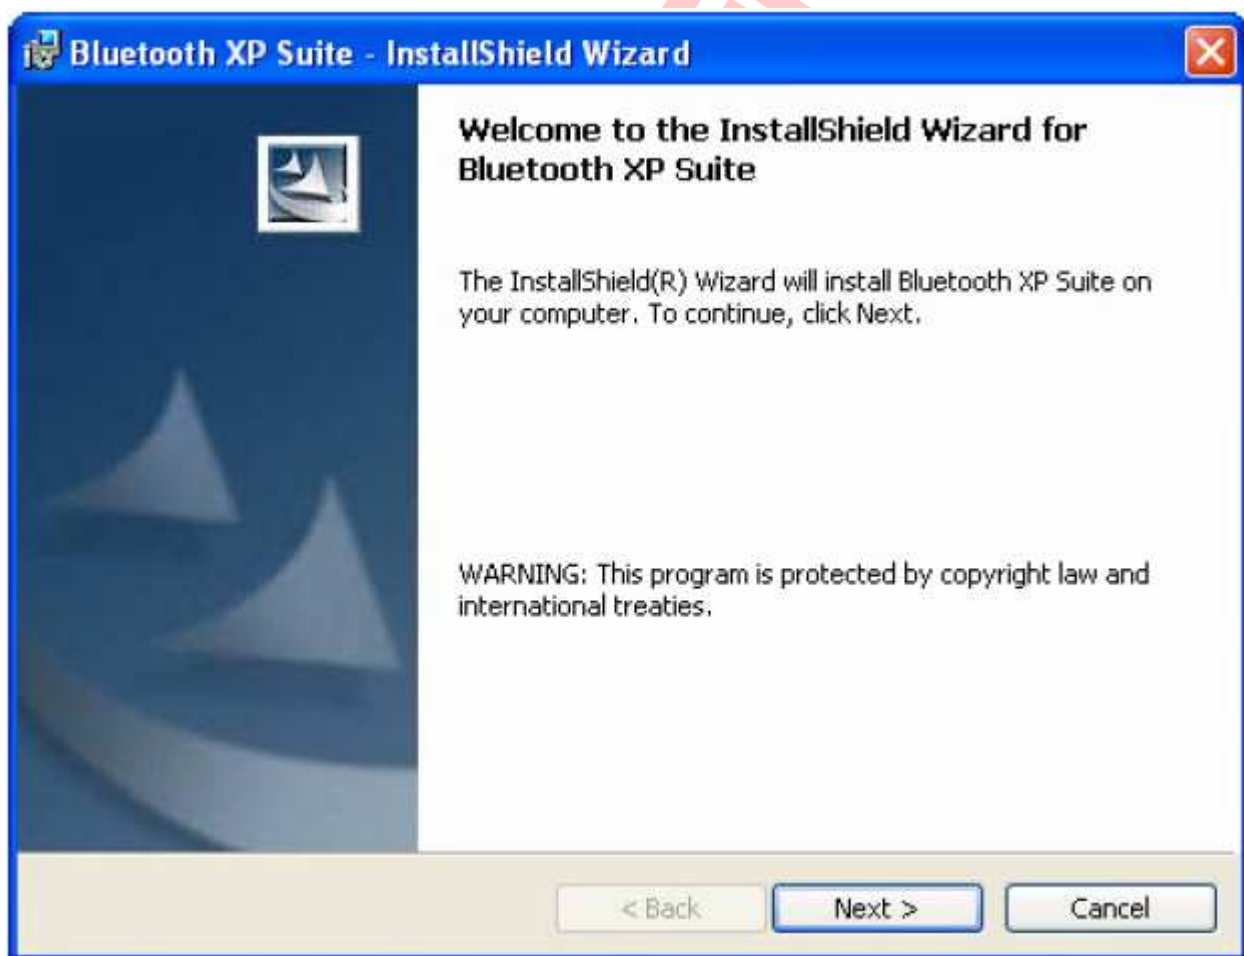 Bluetooth XP Suite - InstallShield Wizard
Welcome to the InstallShield Wizard for
Bluetooth XP Suite
The InstallShield(R) Wizard will install Bluetooth XP Suite on
your computer. To continue, click Next.
WARNING: This program is protected by copyright law and
international treaties.
< Back
Next >
Cancel